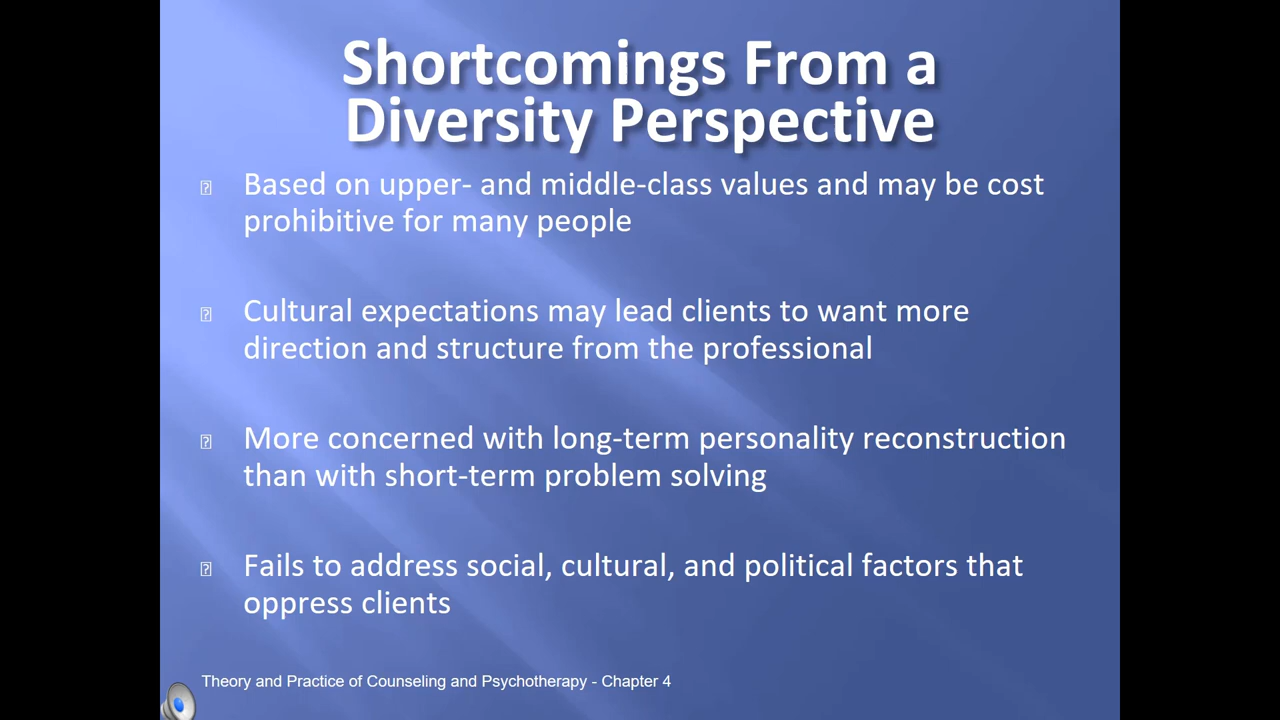 Shortcomings From a
Diversity Perspective
Based on upper- and middle-class values and may be cost
prohibitive for many people
Cultural expectations may lead clients to want more
direction and structure from the professional
More concerned with long-term personality reconstruction
than with short-term problem solving
Fails to address social, cultural, and political factors that
oppress clients
Theory and Practice of Counseling and Psychotherapy - Chapter 4